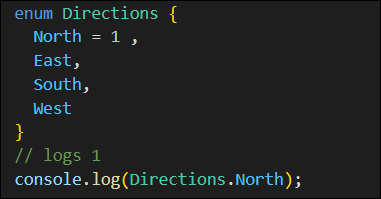 enum Directions {
  North = 1 ,
  East,
  South,
  West
}
// logs 1
console.log(Directions.North);